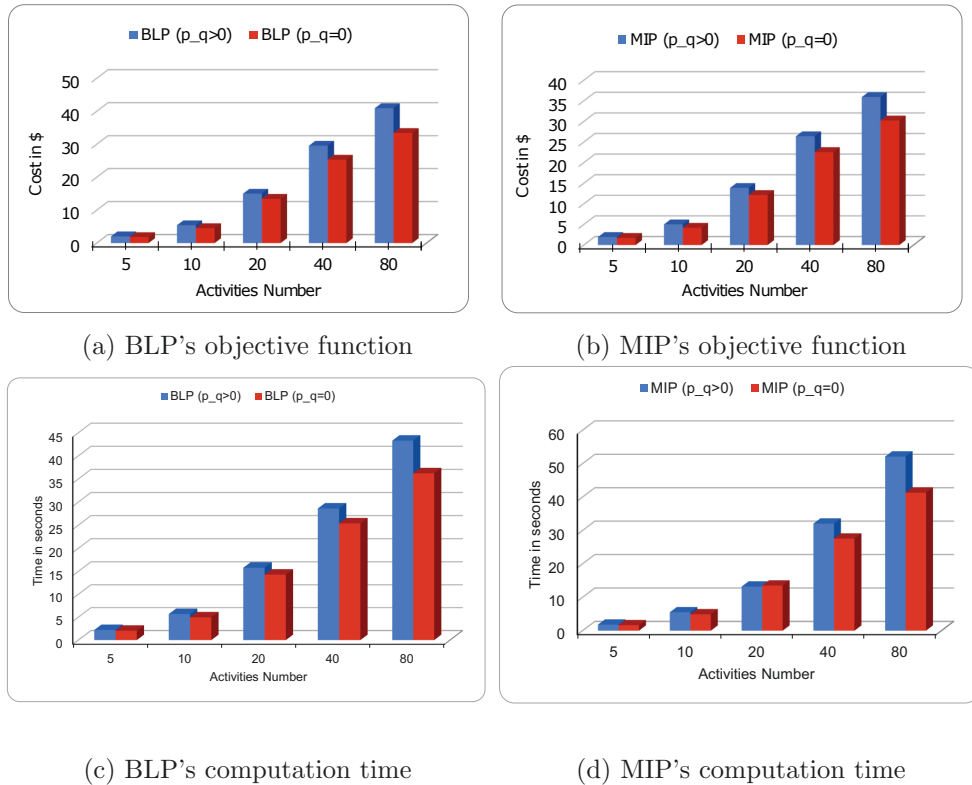 BLP (p_q>0) BLP (p_q=0)
50
40
30
20
10
0
Cost in $
5 10 20 40 80
Activities Number
(a) BLP's objective function
MIP (p_q>0) MIP (p_q=0)
40
35
30
25
20
15
10
5
0
Cost in $
5 10 20 40 80
Activities Number
(b) MIP's objective function
BLP (p_q>0) BLP (p_q=0)
45
40
35
30
25
20
15
10
5
0
Time in seconds
5 10 20 40 80
Activities Number
(c) BLP's computation time
MIP (p_q>0) MIP (p_q=0)
60
50
40
30
20
10
0
Time in seconds
5 10 20 40 80
Activities Number
(d) MIP's computation time